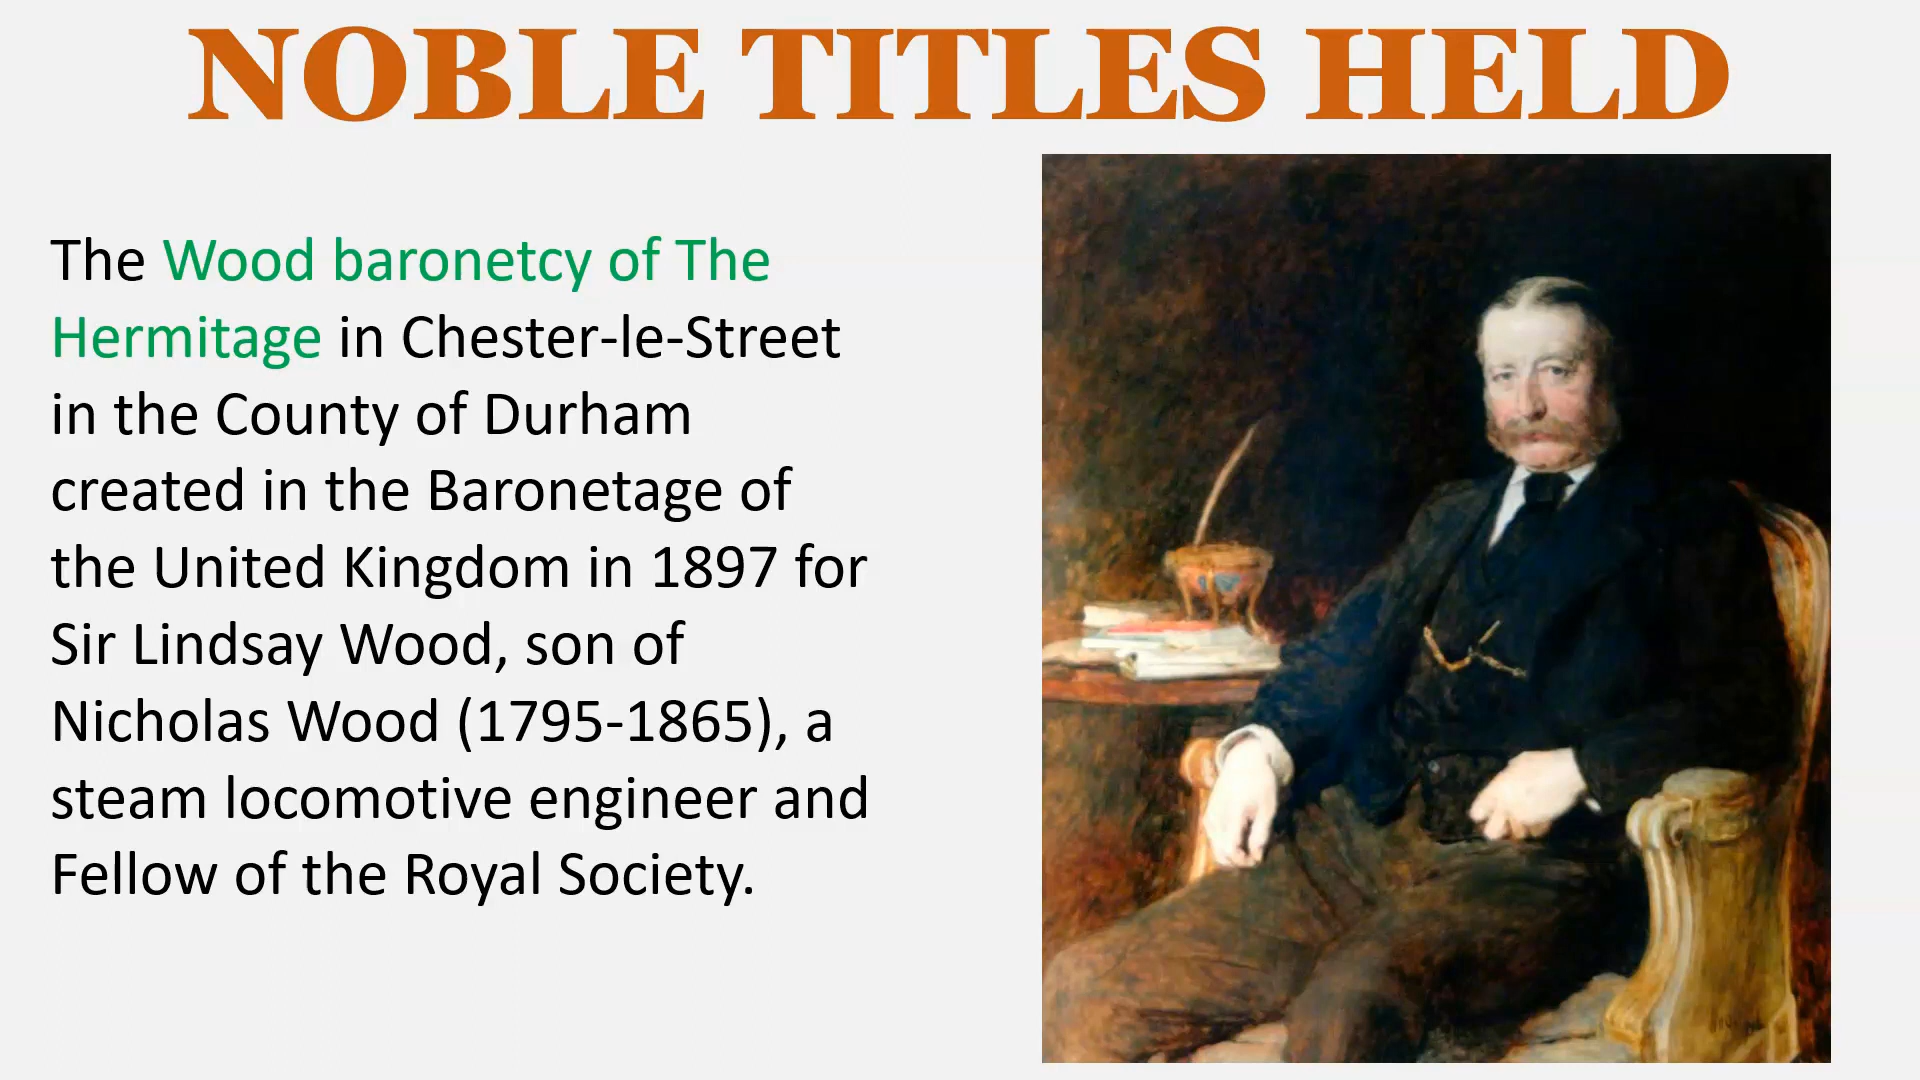 NOBLE TITLES HELD
The Wood baronetcy of The
Hermitage in Chester-le-Street
in the County of Durham
created in the Baronetage of
the United Kingdom in 1897 for
Sir Lindsay Wood, son of
Nicholas Wood (1795-1865), a
steam locomotive engineer and
Fellow of the Royal Society.